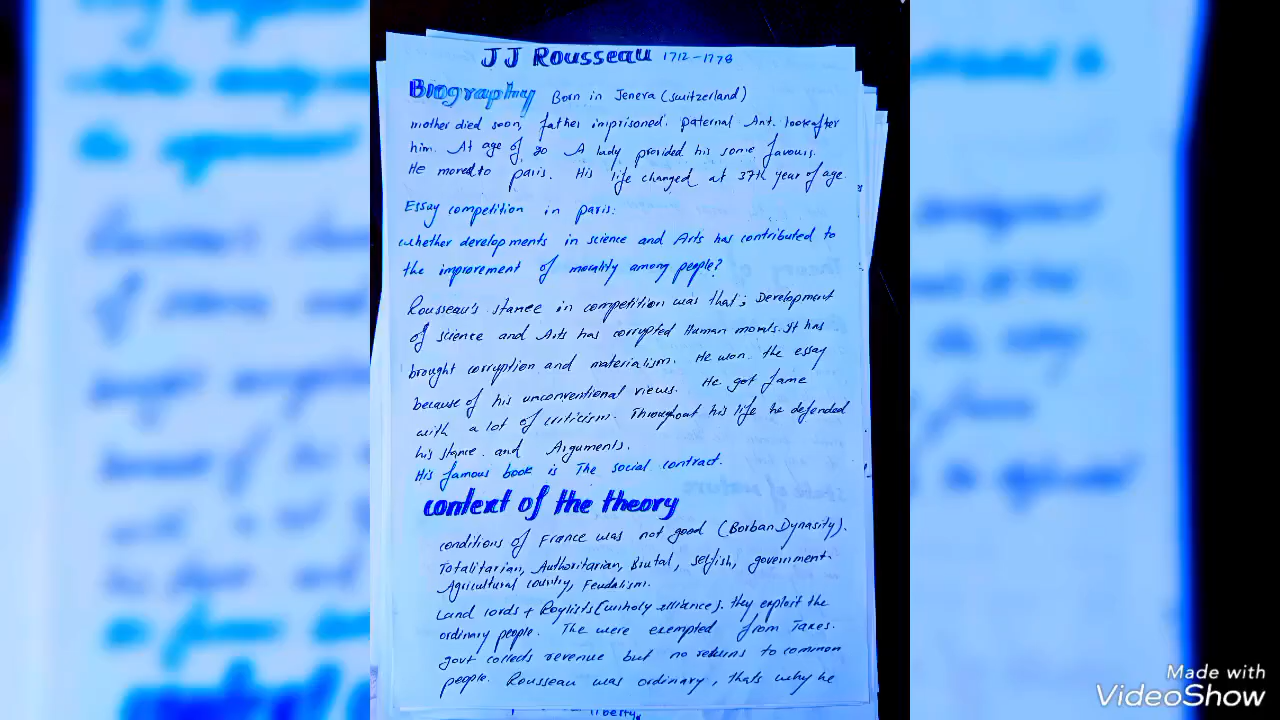 JJ Rousseau 1712-1778
Biography Born in Jenera (switzerland)
mother died soon, father imprisoned. paternal Ant. lookafter
him. At age of 30 A lady provided his some favours.
He moved to paris. His life changed at 37th year of age.
Essay competition in paris:
whether developments in science and Arts has contributed to
the improvement of morality among people?
Rousseau's stance in competition was that; Development
of science and Arts has corrupted Human morals. It has
brought corryption and materialism. He won the essay
because of his unconventional views. He got fame
with a lot of criticism. Throughout his life he defended
his stance and Arguments.
His famous book is The social contract.
context of the theory
conditions of France was not good (Borban Dynasity).
Totalitarian, Authoritarian, Brutal, selfish, government.
Agricultural country, Feudalism.
Land lords + Roylists (unholy alliance). they exploit the
ordinary people. The were exempted from Taxes.
govt collects revenue but no returns to common
people. Rousseau was ordinary, thats why he
liberty,
Made with
VideoShow